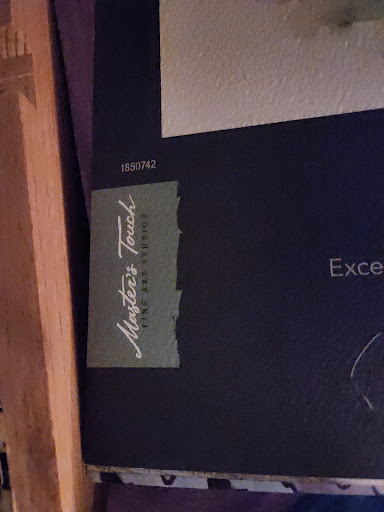 1850742
Master's Touch
FINE ART STUDIO®
Exce